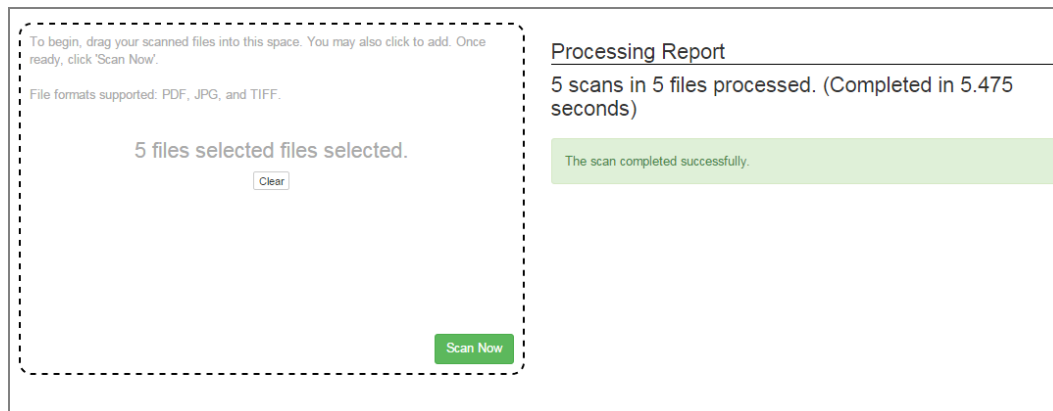 To begin, drag your scanned files into this space. You may also click to add. Once
ready, click 'Scan Now'.
File formats supported: PDF, JPG, and TIFF.
5 files selected files selected.
Clear
Scan Now
Processing Report
5 scans in 5 files processed. (Completed in 5.475
seconds)
The scan completed successfully.